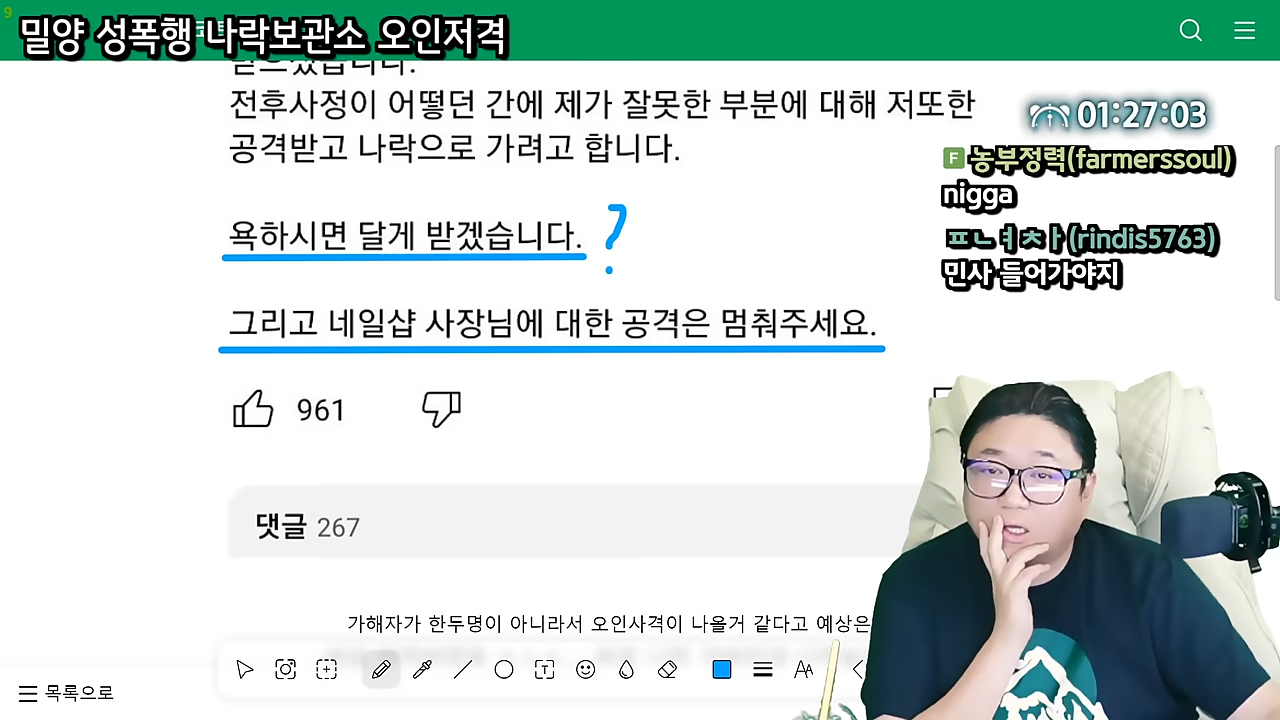 9
밀양 성폭행 나락보관소 오인저격
전후사정이 어떻던 간에 제가 잘못한 부분에 대해 저또한
공격받고 나락으로 가려고 합니다.
욕하시면 달게 받겠습니다. ?
그리고 네일샵 사장님에 대한 공격은 멈춰주세요.
961
댓글 267
가해자가 한두명이 아니라서 오인사격이 나올거 같다고 예상은
목록으로
01:27:03
F 농부정력(farmerssoul)
nigga
ㅍㄴㅕㅊㅏ(rindis5763)
민사 들어가야지